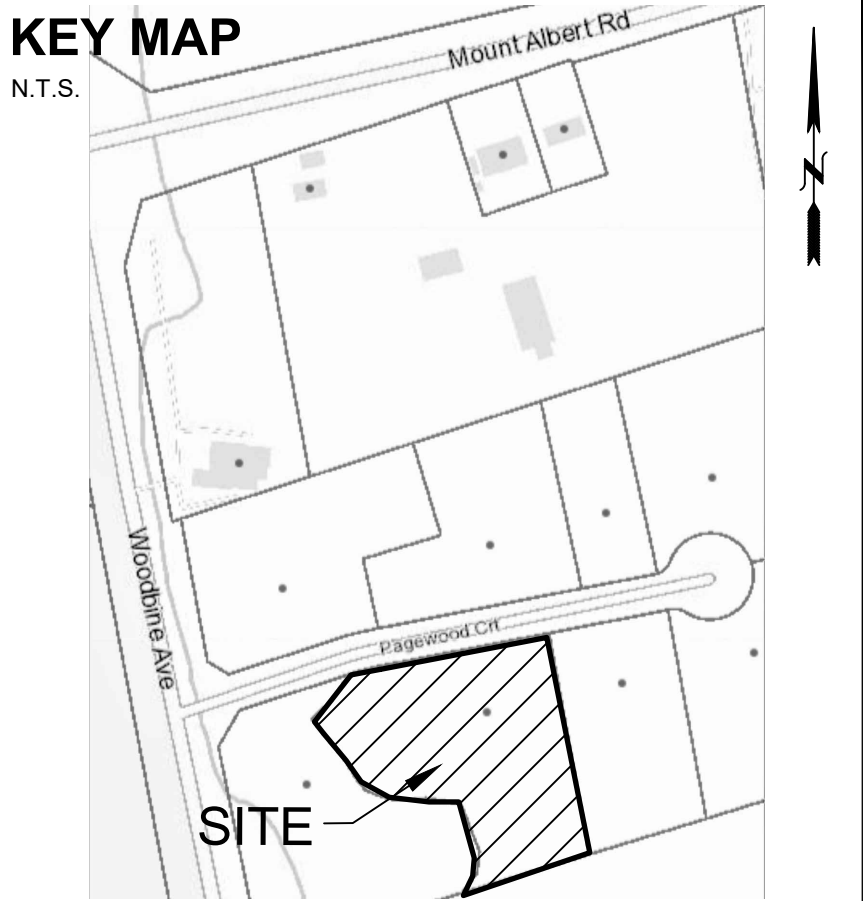 KEY MAP
N.T.S.
Mount Albert Rd
N
Woodbine Ave
Pagewood Crt
SITE